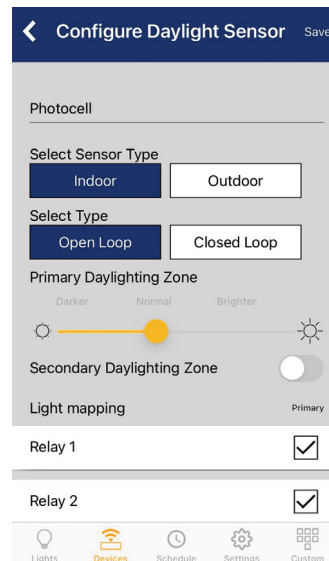 Configure Daylight Sensor Save
Photocell
Select Sensor Type
Indoor Outdoor
Select Type
Open Loop Closed Loop
Primary Daylighting Zone
Darker Normal Brighter
Secondary Daylighting Zone
Light mapping Primary
Relay 1
Relay 2
Lights Devices Schedule Settings Custom